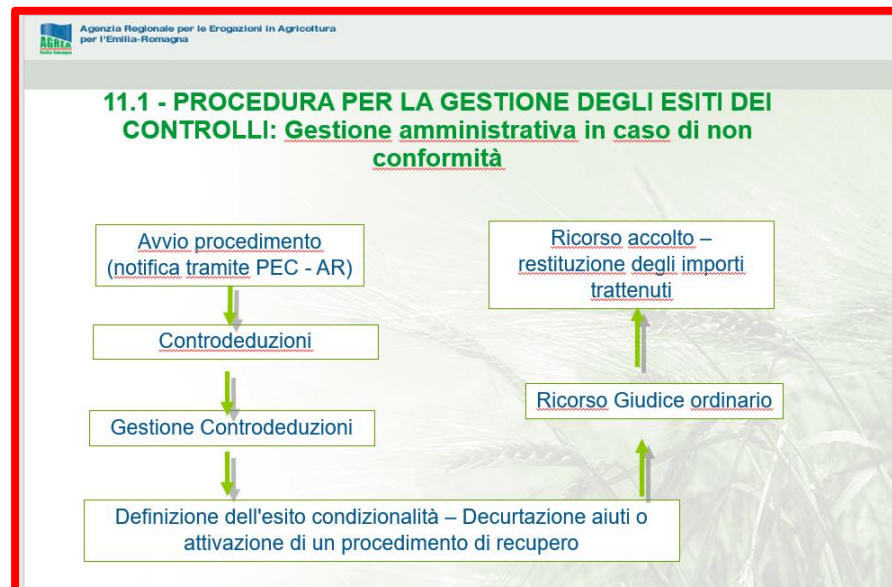 Agenzia Regionale per le Erogazioni in Agricoltura
per l'Emilia-Romagna
AGREA
Emilia Romagna
11.1 - PROCEDURA PER LA GESTIONE DEGLI ESITI DEI
CONTROLLI: Gestione amministrativa in caso di non
conformità
Avvio procedimento
(notifica tramite PEC - AR)
Controdeduzioni
Gestione Controdeduzioni
Definizione dell'esito condizionalità – Decurtazione aiuti o
attivazione di un procedimento di recupero
Ricorso Giudice ordinario
Ricorso accolto –
restituzione degli importi
trattenuti